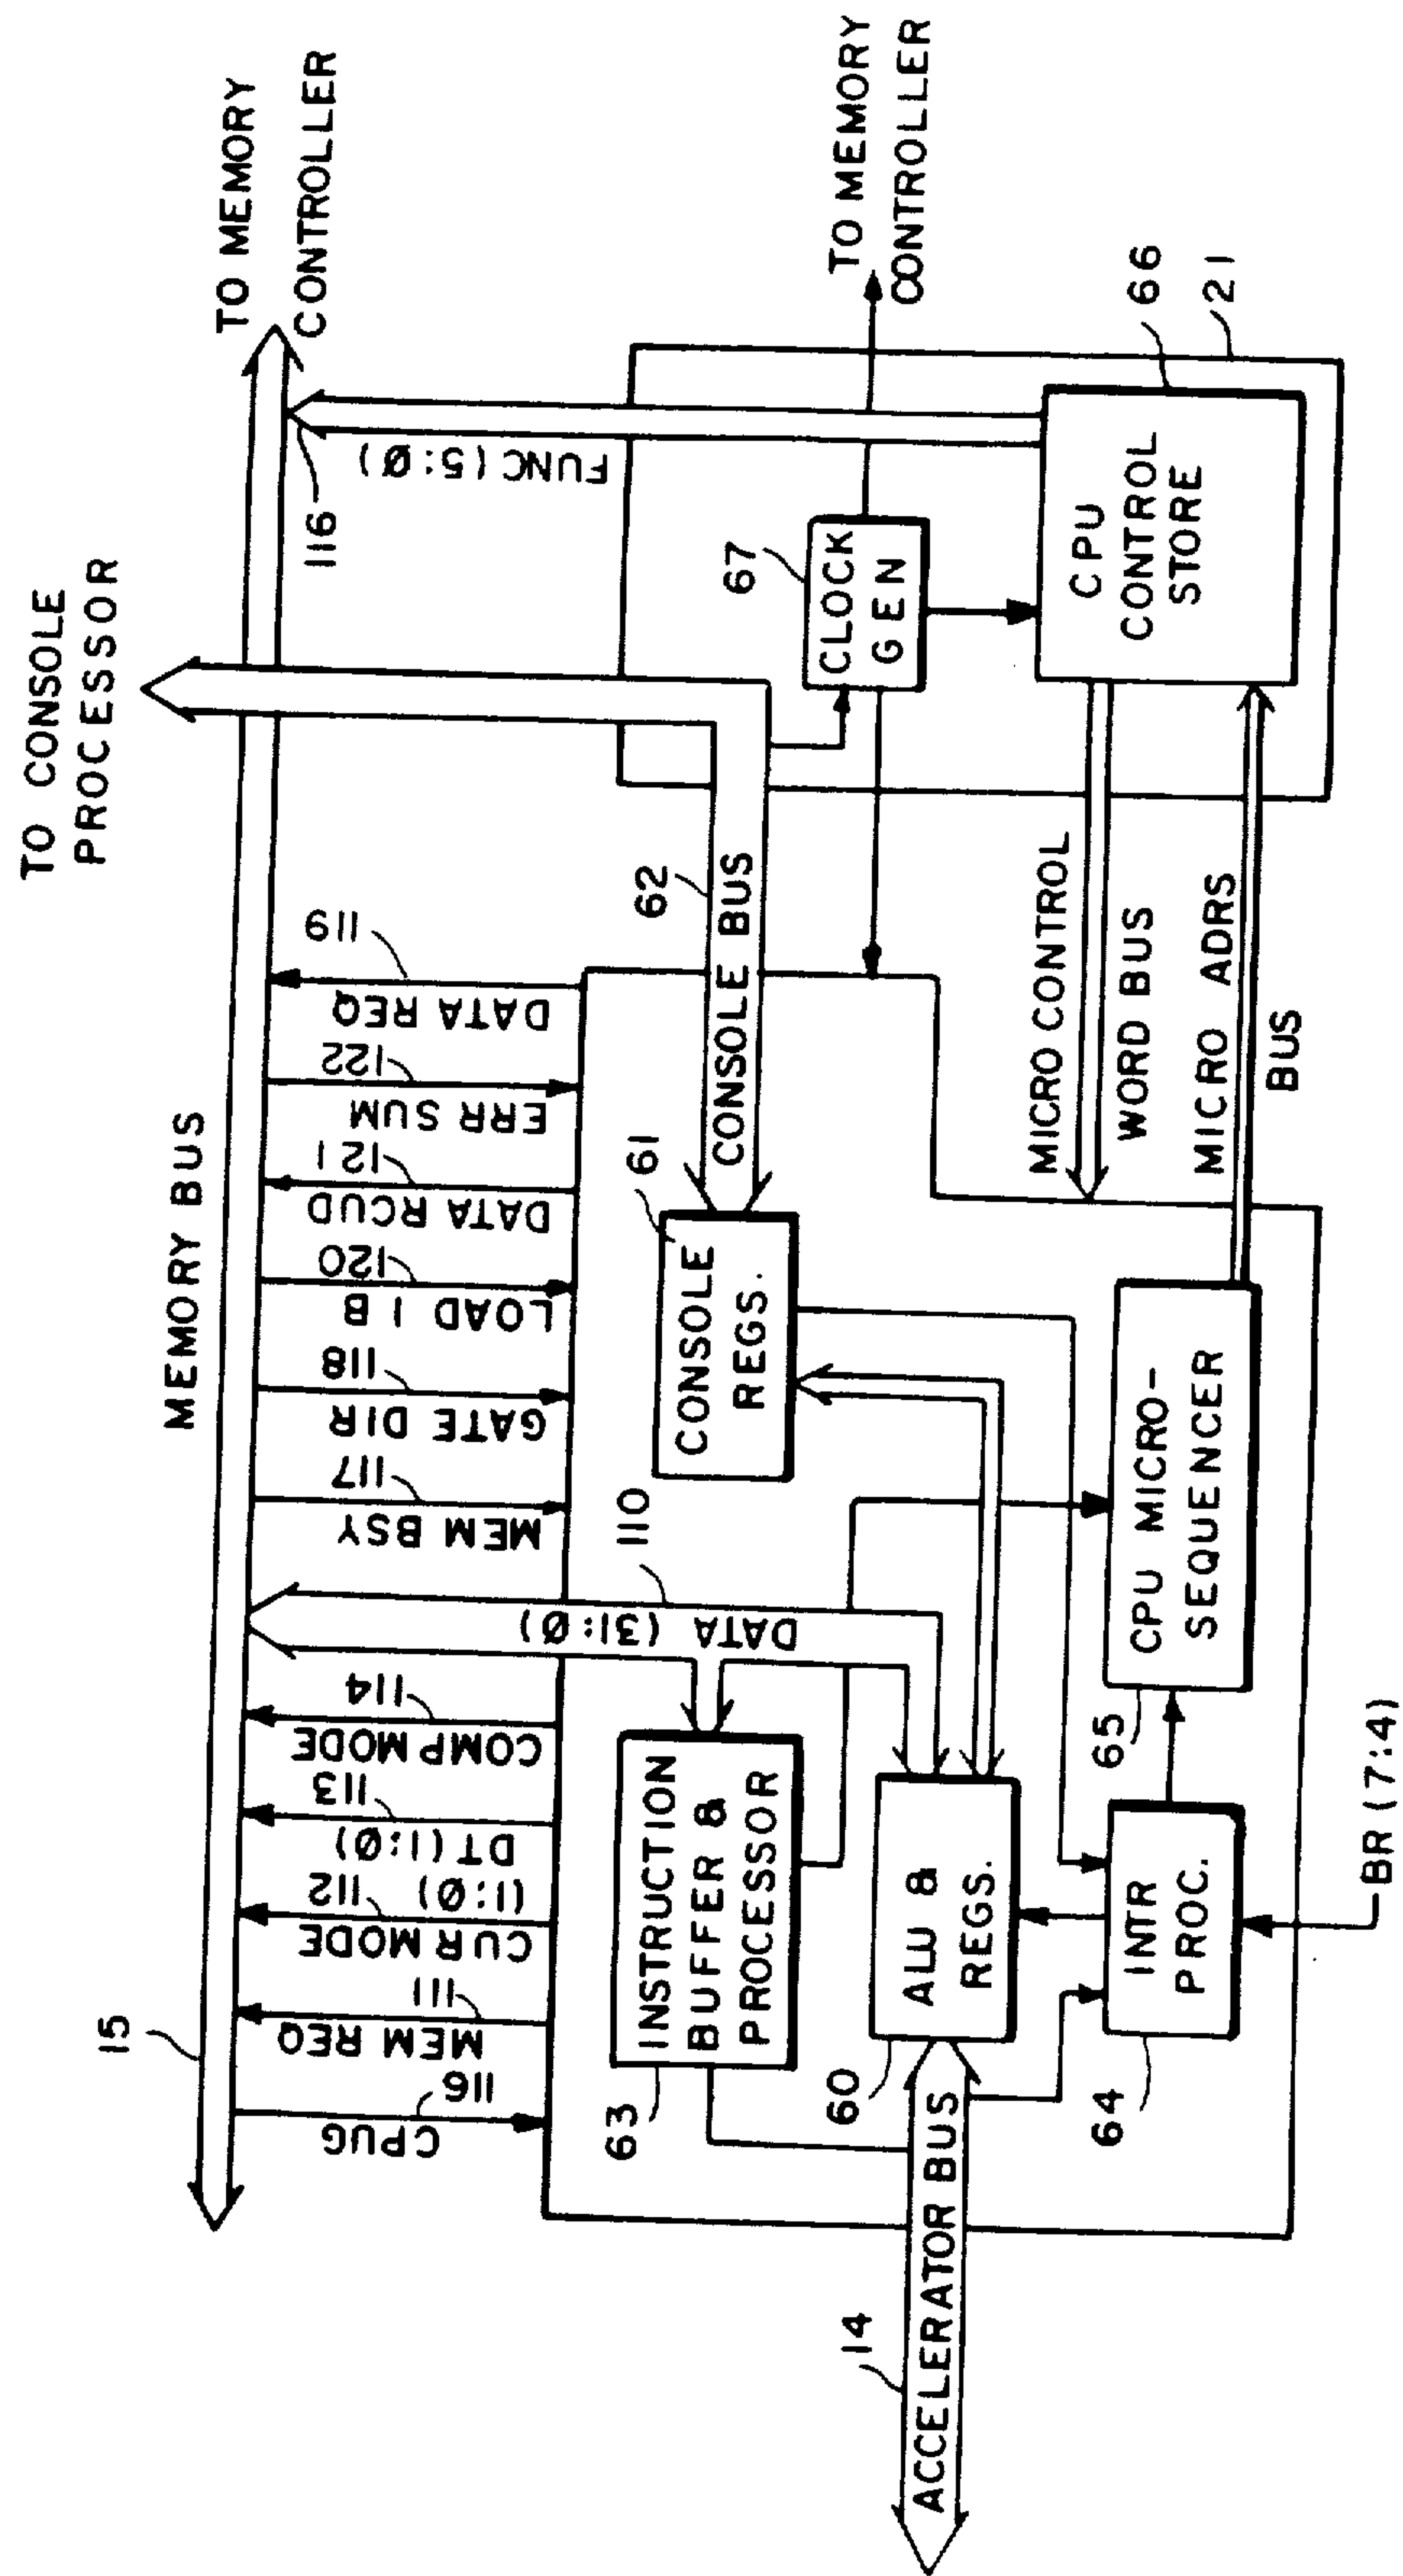 TO CONSOLE
PROCESSOR
TO MEMORY
CONTROLLER
MEMORY BUS
15
CPUG
116
MEM REQ
111
CUR MODE
(1:Ø)
112
DT (1:Ø)
113
COMP MODE
114
DATA (31:Ø)
110
MEM BSY
117
GATE DIR
118
LOAD I B
120
DATA RCUD
121
ERR SUM
122
DATA REQ
119
FUNC (5:Ø)
116
INSTRUCTION
BUFFER &
PROCESSOR
63
CONSOLE
REGS.
61
CONSOLE BUS
62
CLOCK
GEN
67
TO MEMORY
CONTROLLER
14
ACCELERATOR BUS
ALU &
REGS.
60
INTR
PROC.
64
BR (7:4)
CPU MICRO-
SEQUENCER
65
MICRO CONTROL
WORD BUS
MICRO ADRS
BUS
CPU
CONTROL
STORE
66
21